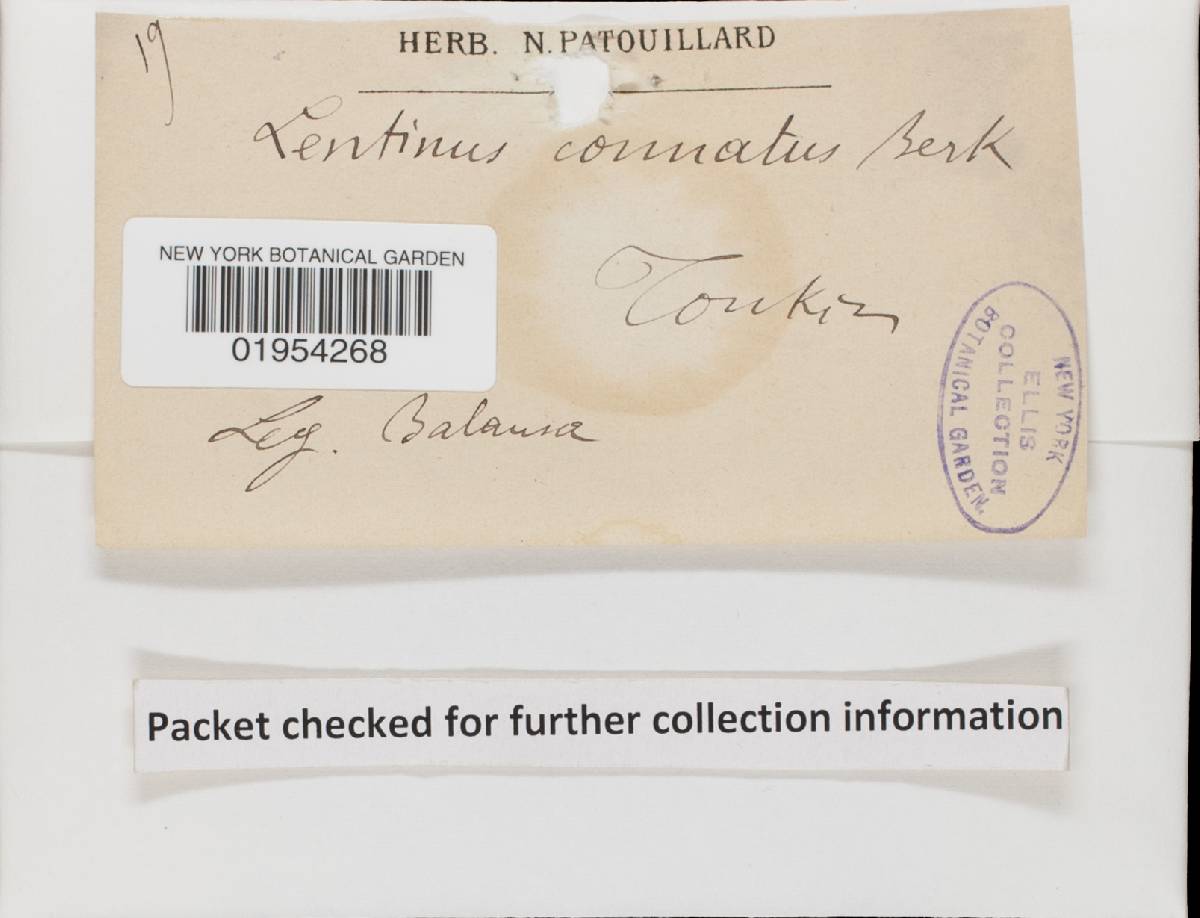 19
HERB. N. PATOUILLARD
Lentinus connatus Berk
NEW YORK BOTANICAL GARDEN
01954268
Tonkin
Leg. Balansa
NEW YORK
BOTANICAL GARDEN.
ELLIS
COLLECTION
Packet checked for further collection information